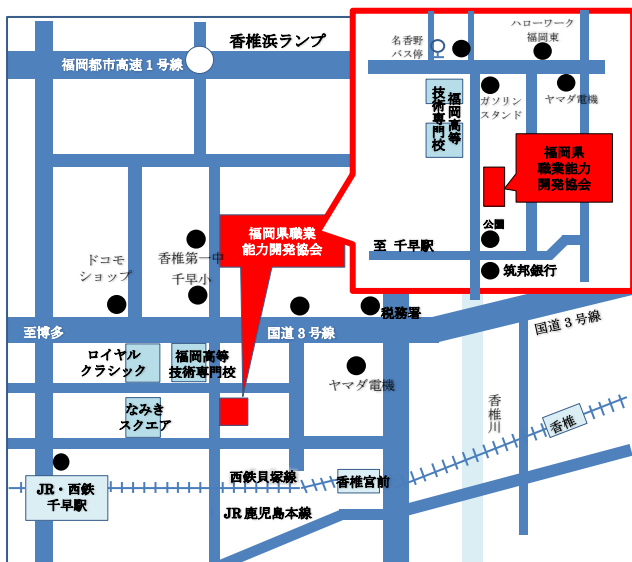 香椎浜ランプ
福岡都市高速１号線
名香野
バス停
ハローワーク
福岡東
福岡高等
技術専門校
ガソリン
スタンド
ヤマダ電機
福岡県
職業能力
開発協会
公園
至 千早駅
筑邦銀行
福岡県職業
能力開発協会
香椎第一中
千早小
ドコモ
ショップ
税務署
至博多
国道３号線
国道３号線
ロイヤル
クラシック
福岡高等
技術専門校
ヤマダ電機
なみき
スクエア
香椎川
香椎
西鉄貝塚線
香椎宮前
JR・西鉄
千早駅
JR鹿児島本線